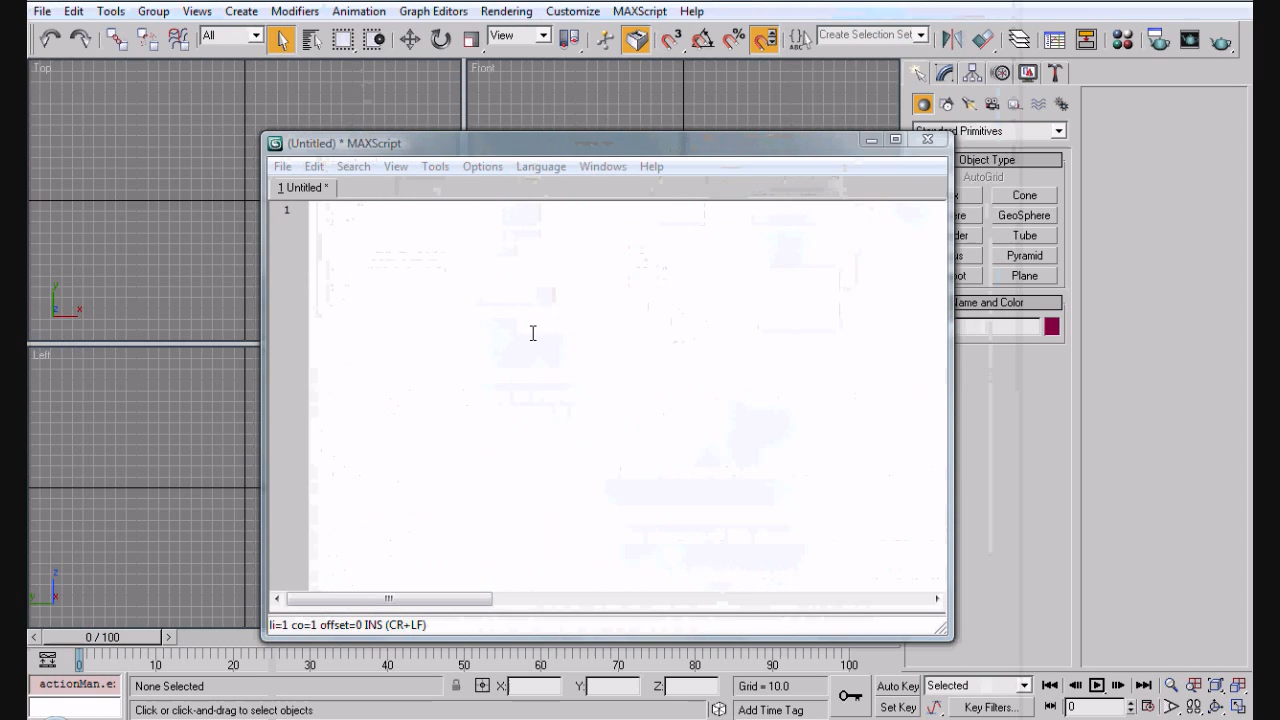 File Edit Tools Group Views Create Modifiers Animation Graph Editors Rendering Customize MAXScript Help
All View Create Selection Set
Top Front
Standard Primitives
(Untitled) * MAXScript
Object Type
File Edit Search View Tools Options Language Windows Help
AutoGrid
1 Untitled *
Cone
1
GeoSphere
Tube
Pyramid
Plane
Name and Color
y
z x
Left
z
y x
li=1 co=1 offset=0 INS (CR+LF)
< 0 / 100 >
0 10 20 30 40 50 60 70 80 90 100
actionMan.e: None Selected X: Y: Z: Grid = 10.0 Auto Key Selected
Click or click-and-drag to select objects Add Time Tag Set Key Key Filters... 0